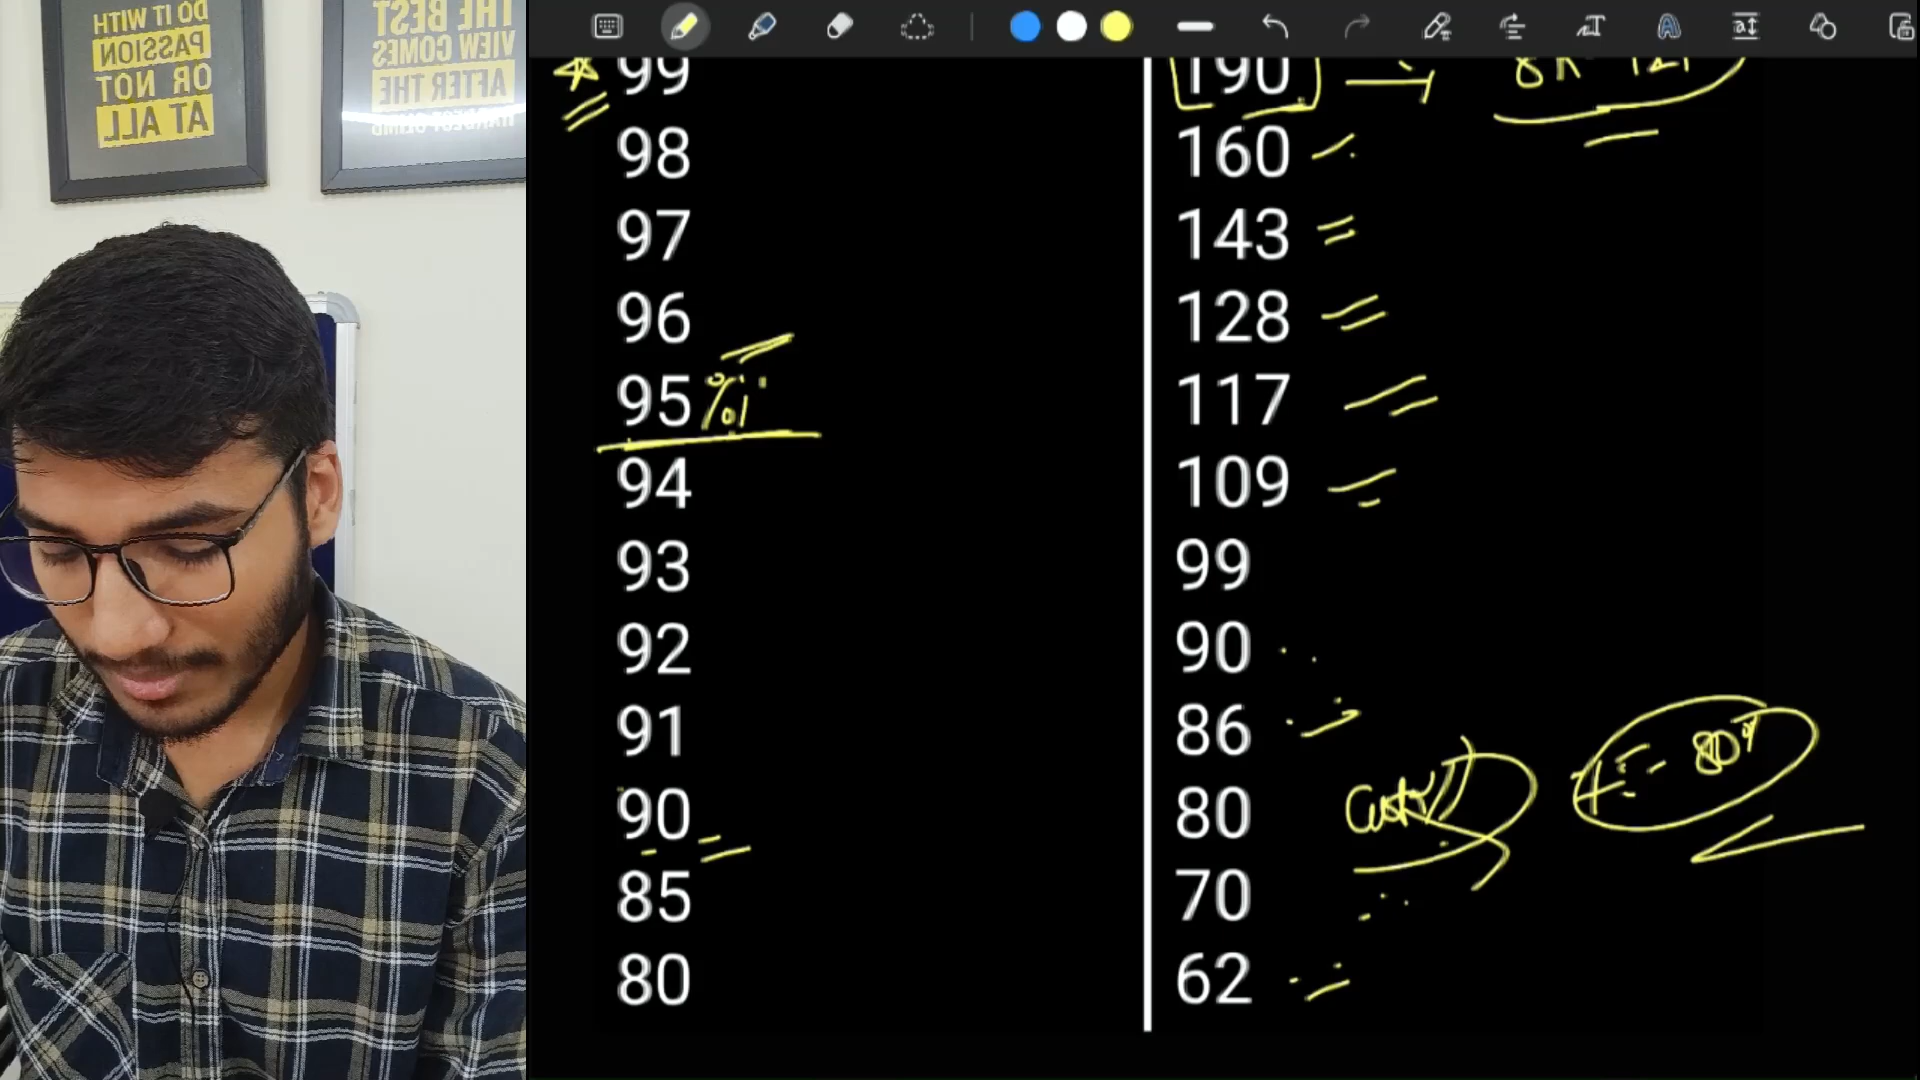 DO IT WITH
PASSION
OR NOT
AT ALL
THE BEST
VIEW COMES
AFTER THE
HARDEST CLIMB
99 190
98 160
97 143
96 128
95 %ile 117
94 109
93 99
92 90
91 86
90 80
85 70
80 62